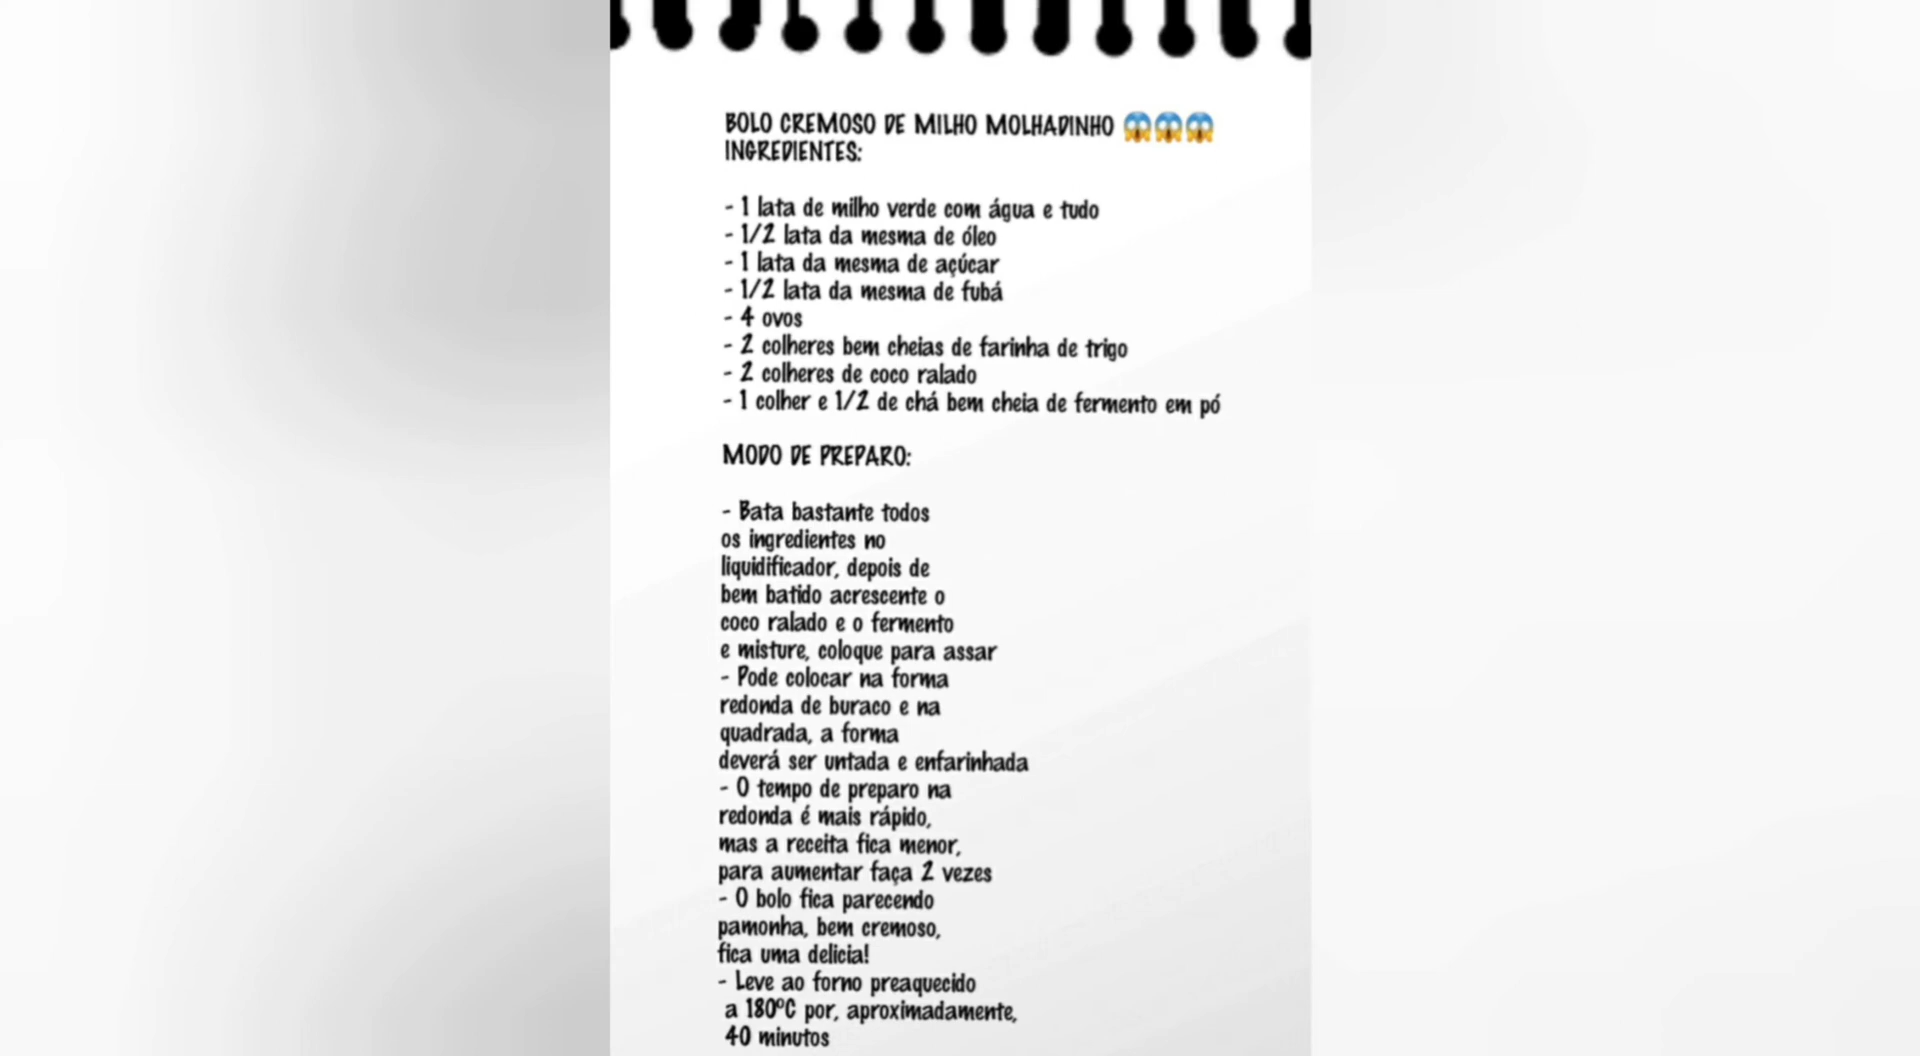 BOLO CREMOSO DE MILHO MOLHADINHO 😱😱😱
INGREDIENTES:
- 1 lata de milho verde com água e tudo
- 1/2 lata da mesma de óleo
- 1 lata da mesma de açúcar
- 1/2 lata da mesma de fubá
- 4 ovos
- 2 colheres bem cheias de farinha de trigo
- 2 colheres de coco ralado
- 1 colher e 1/2 de chá bem cheia de fermento em pó
MODO DE PREPARO:
- Bata bastante todos
os ingredientes no
liquidificador, depois de
bem batido acrescente o
coco ralado e o fermento
e misture, coloque para assar
- Pode colocar na forma
redonda de buraco e na
quadrada, a forma
deverá ser untada e enfarinhada
- O tempo de preparo na
redonda é mais rápido,
mas a receita fica menor,
para aumentar faça 2 vezes
- O bolo fica parecendo
pamonha, bem cremoso,
fica uma delicia!
- Leve ao forno preaquecido
a 180ºC por, aproximadamente,
40 minutos